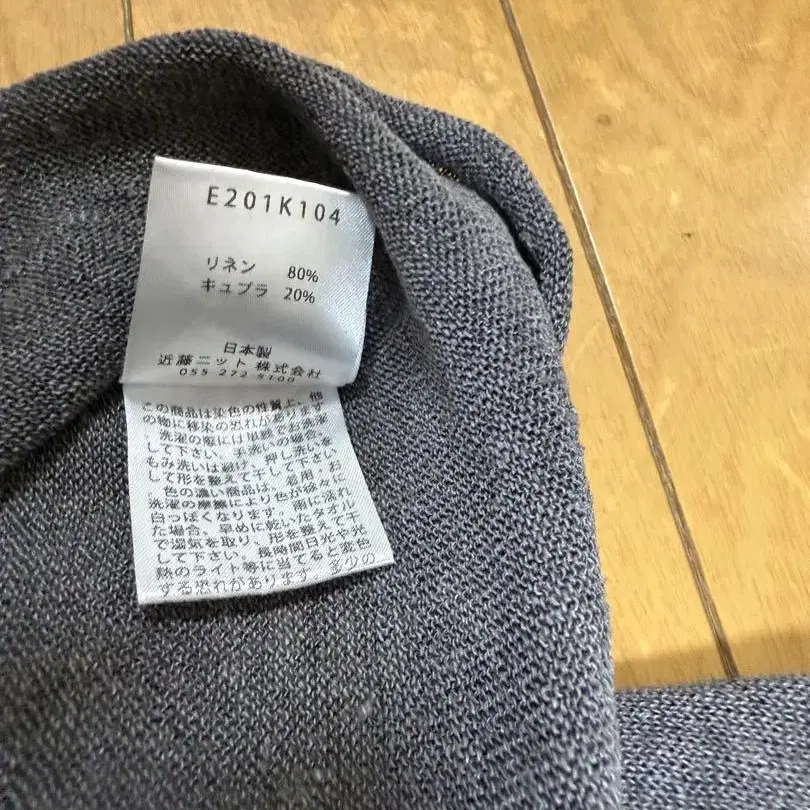 E201K104
リネン 80%
キュプラ 20%
日本製
近藤ニット 株式会社
055 272 5100
この商品は染色の性質上、他
の物に移染の恐れがあります
。洗濯の際には単独でお洗濯
して下さい。手洗いの場合、
もみ洗いは避け、押し洗いを
して形を整えて干して下さい
。色の濃い商品は、着用・お
洗濯の摩擦により色が徐々に
白っぽくなります。雨に濡れ
た場合、早めに乾いたタオル
で湿気を取り、形を整えて干
して下さい。長時間日光や光
熱のライト等に当てると変色
する恐れがあります。